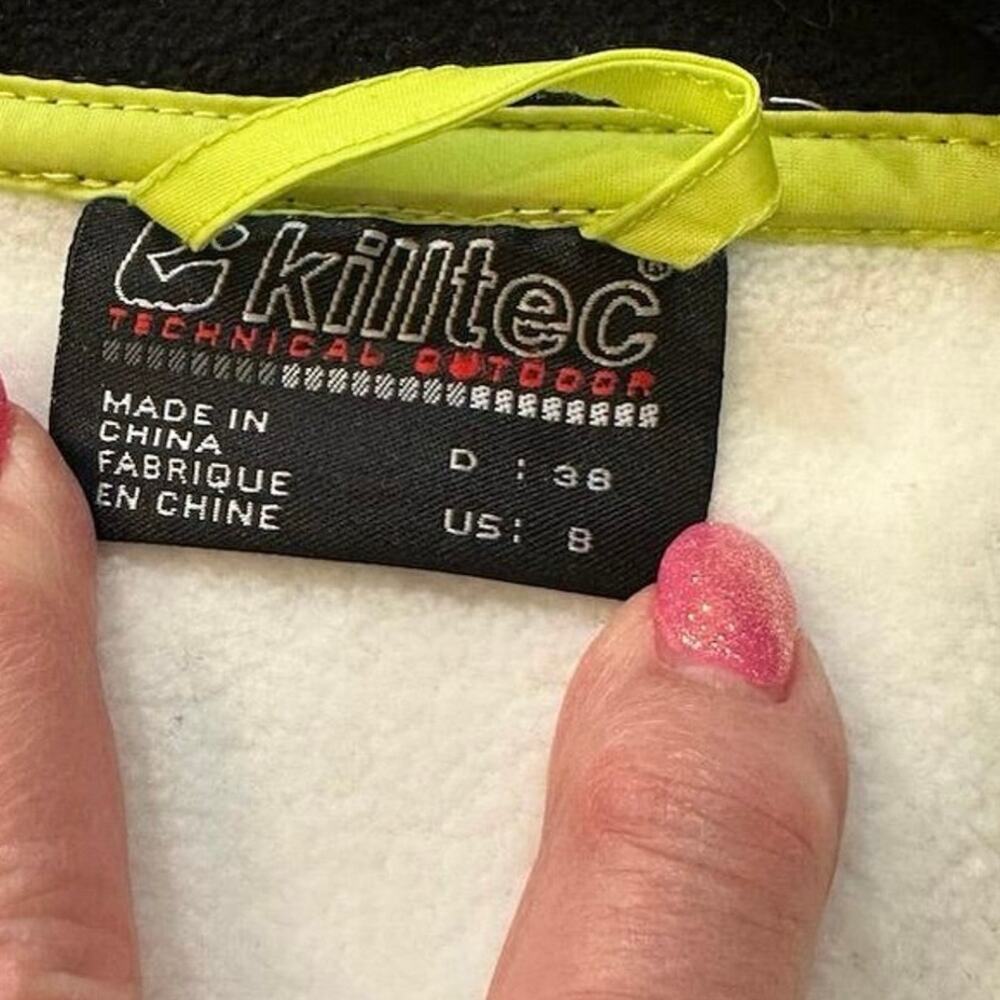 killtec®
TECHNICAL OUTDOOR
MADE IN
CHINA
FABRIQUE
EN CHINE
D : 38
US: 8